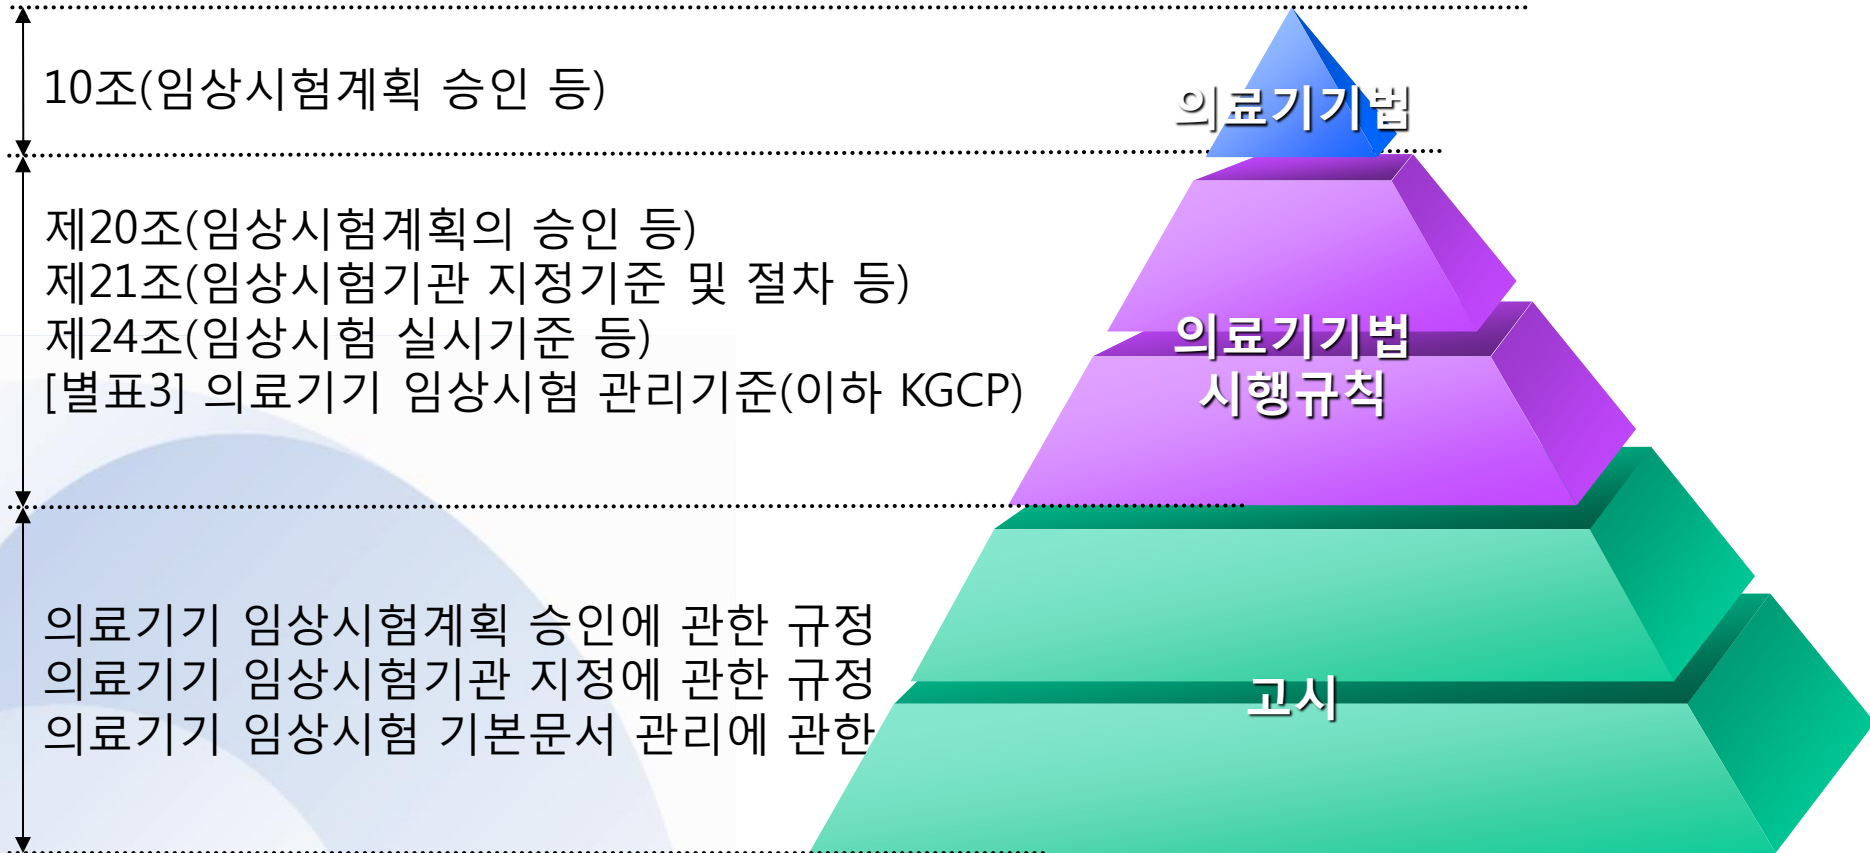 10조(임상시험계획 승인 등)
의료기기법
제20조(임상시험계획의 승인 등)
제21조(임상시험기관 지정기준 및 절차 등)
제24조(임상시험 실시기준 등)
[별표3] 의료기기 임상시험 관리기준(이하 KGCP)
의료기기법
시행규칙
의료기기 임상시험계획 승인에 관한 규정
의료기기 임상시험기관 지정에 관한 규정
의료기기 임상시험 기본문서 관리에 관한
고시